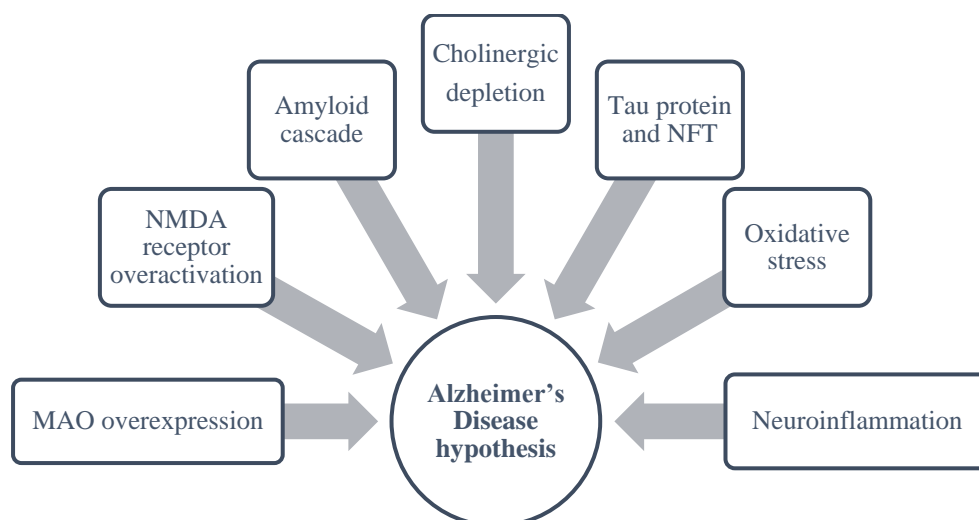 Cholinergic
depletion
Amyloid
cascade
Tau protein
and NFT
NMDA
receptor
overactivation
Oxidative
stress
MAO overexpression
Alzheimer’s
Disease
hypothesis
Neuroinflammation